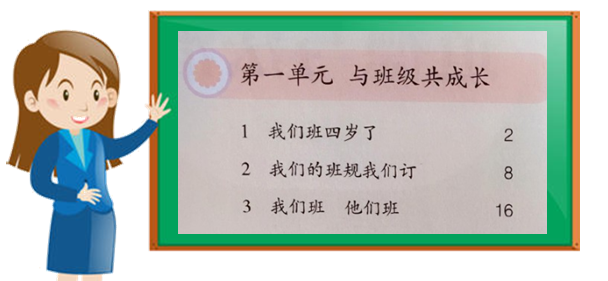 第一单元 与班级共成长
1 我们班四岁了 2
2 我们的班规我们订 8
3 我们班 他们班 16